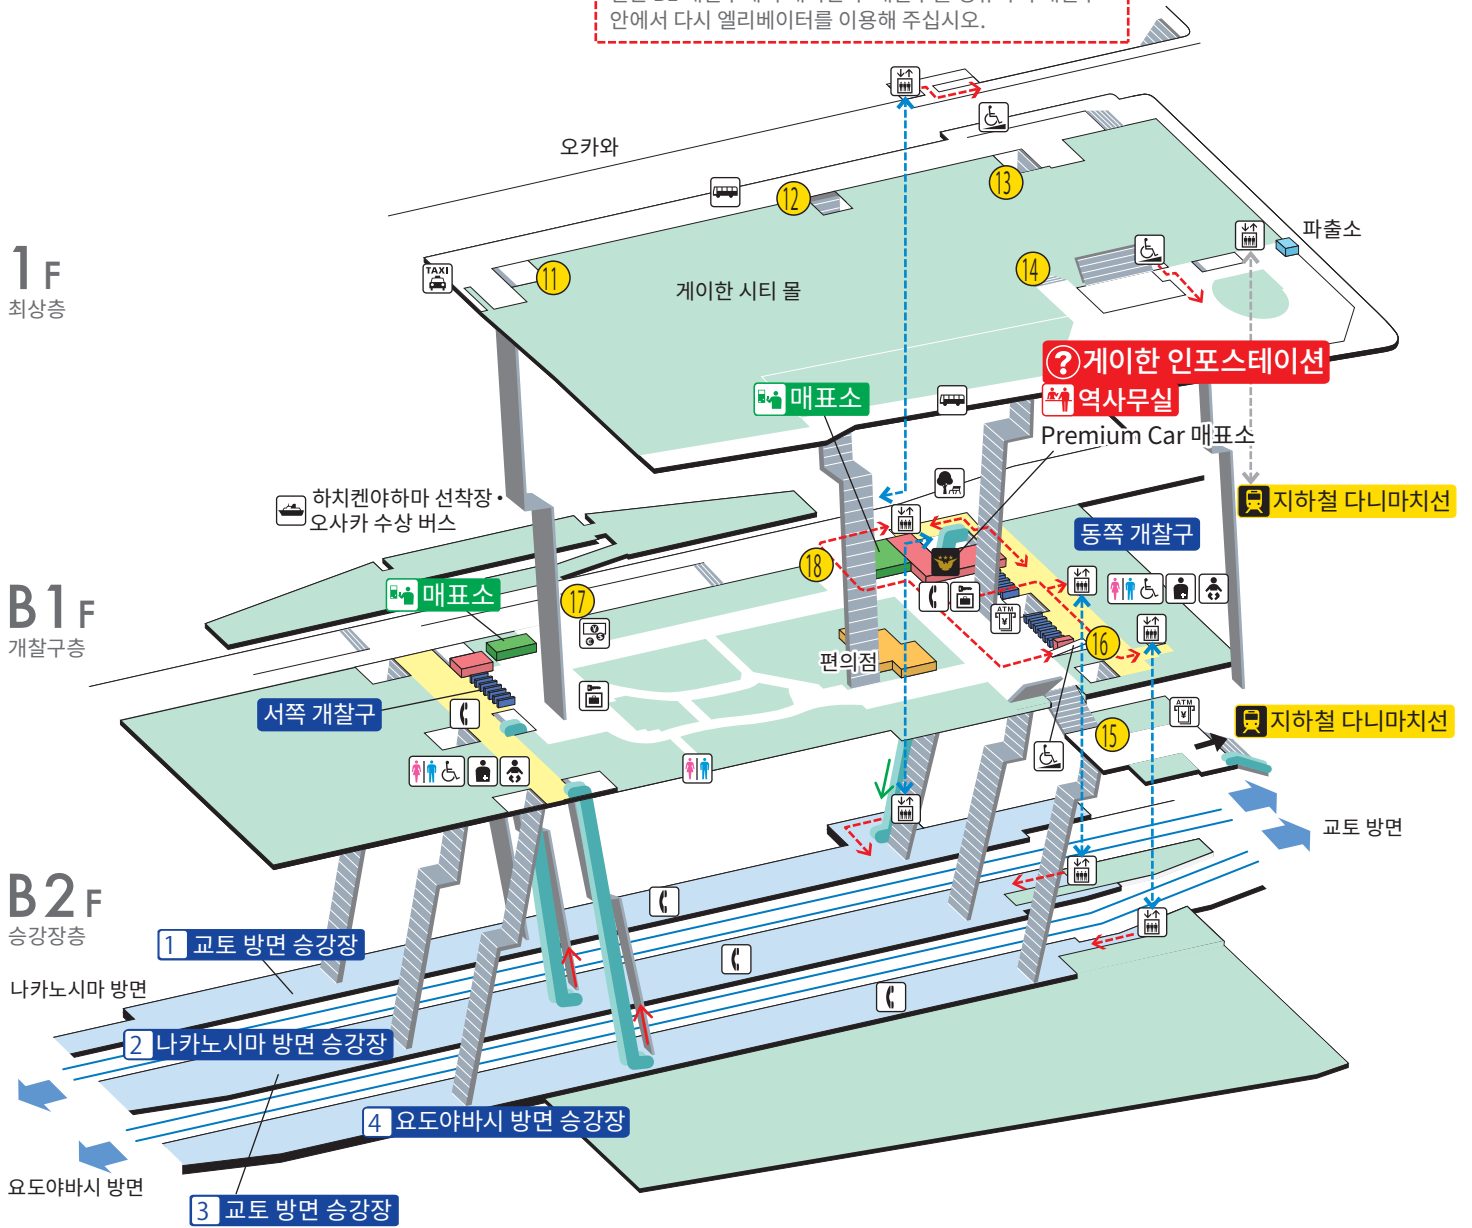 안에서 다시 엘리베이터를 이용해 주십시오.
오카와
13
12
파출소
1F
최상층
TAXI
11
14
게이한 시티 몰
? 게이한 인포스테이션
매표소
역사무실
Premium Car 매표소
하치켄야하마 선착장・
오사카 수상 버스
지하철 다니마치선
동쪽 개찰구
18
B1F
개찰구층
매표소
17
ATM
16
편의점
서쪽 개찰구
ATM
지하철 다니마치선
15
교토 방면
B2F
승강장층
1 교토 방면 승강장
나카노시마 방면
2 나카노시마 방면 승강장
4 요도야바시 방면 승강장
요도야바시 방면
3 교토 방면 승강장